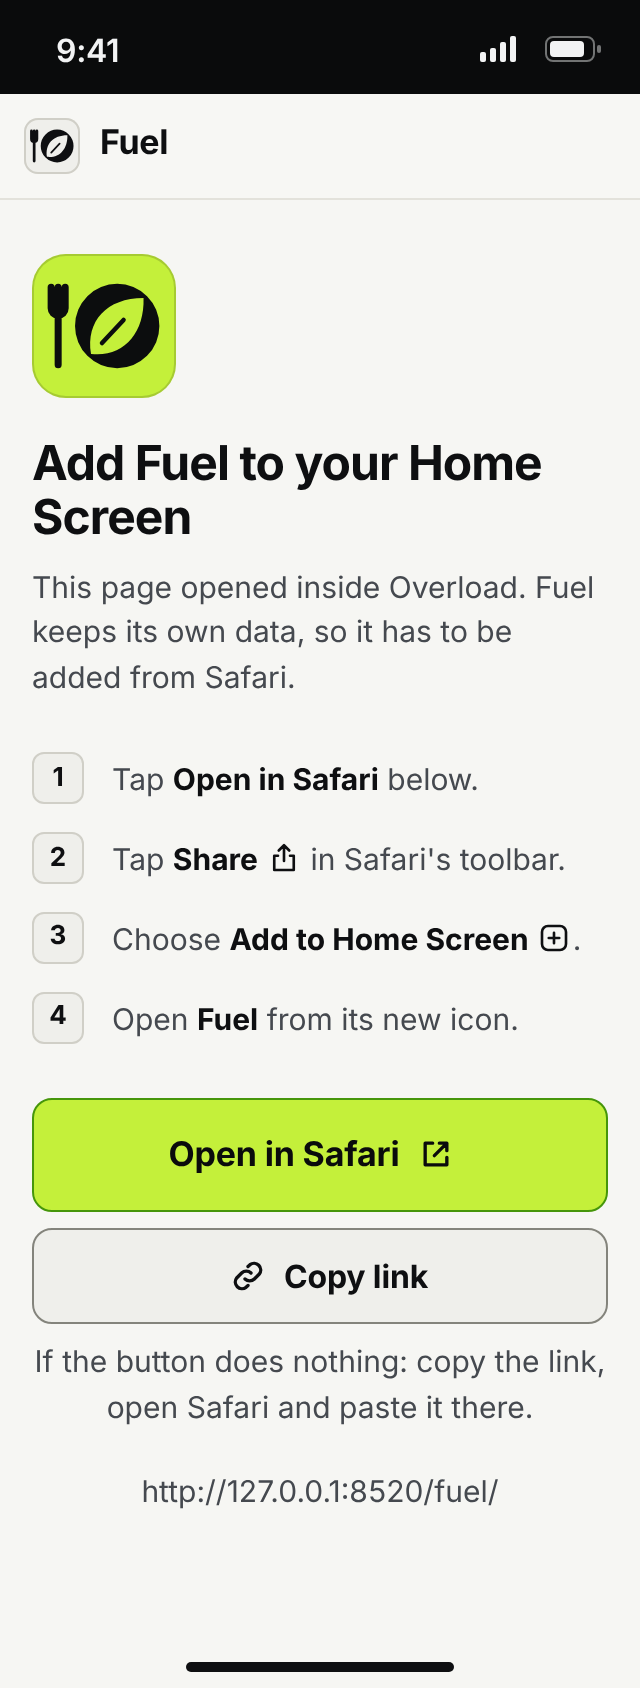 9:41
Fuel
Add Fuel to your Home
Screen
This page opened inside Overload. Fuel
keeps its own data, so it has to be
added from Safari.
1 Tap Open in Safari below.
2 Tap Share in Safari's toolbar.
3 Choose Add to Home Screen .
4 Open Fuel from its new icon.
Open in Safari
Copy link
If the button does nothing: copy the link,
open Safari and paste it there.
http://127.0.0.1:8520/fuel/